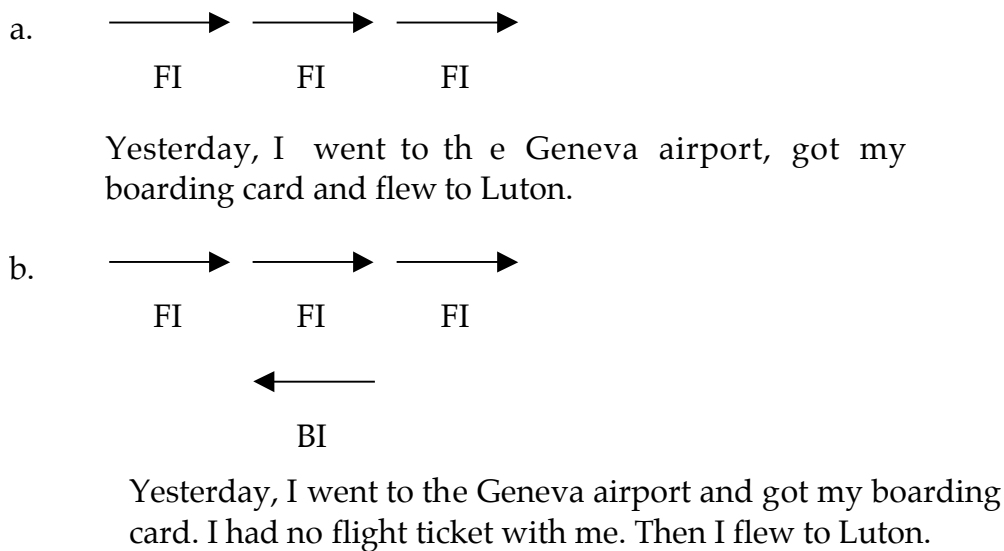 a.
FI FI FI
Yesterday, I went to th e Geneva airport, got my
boarding card and flew to Luton.
b.
FI FI FI
BI
Yesterday, I went to the Geneva airport and got my boarding
card. I had no flight ticket with me. Then I flew to Luton.